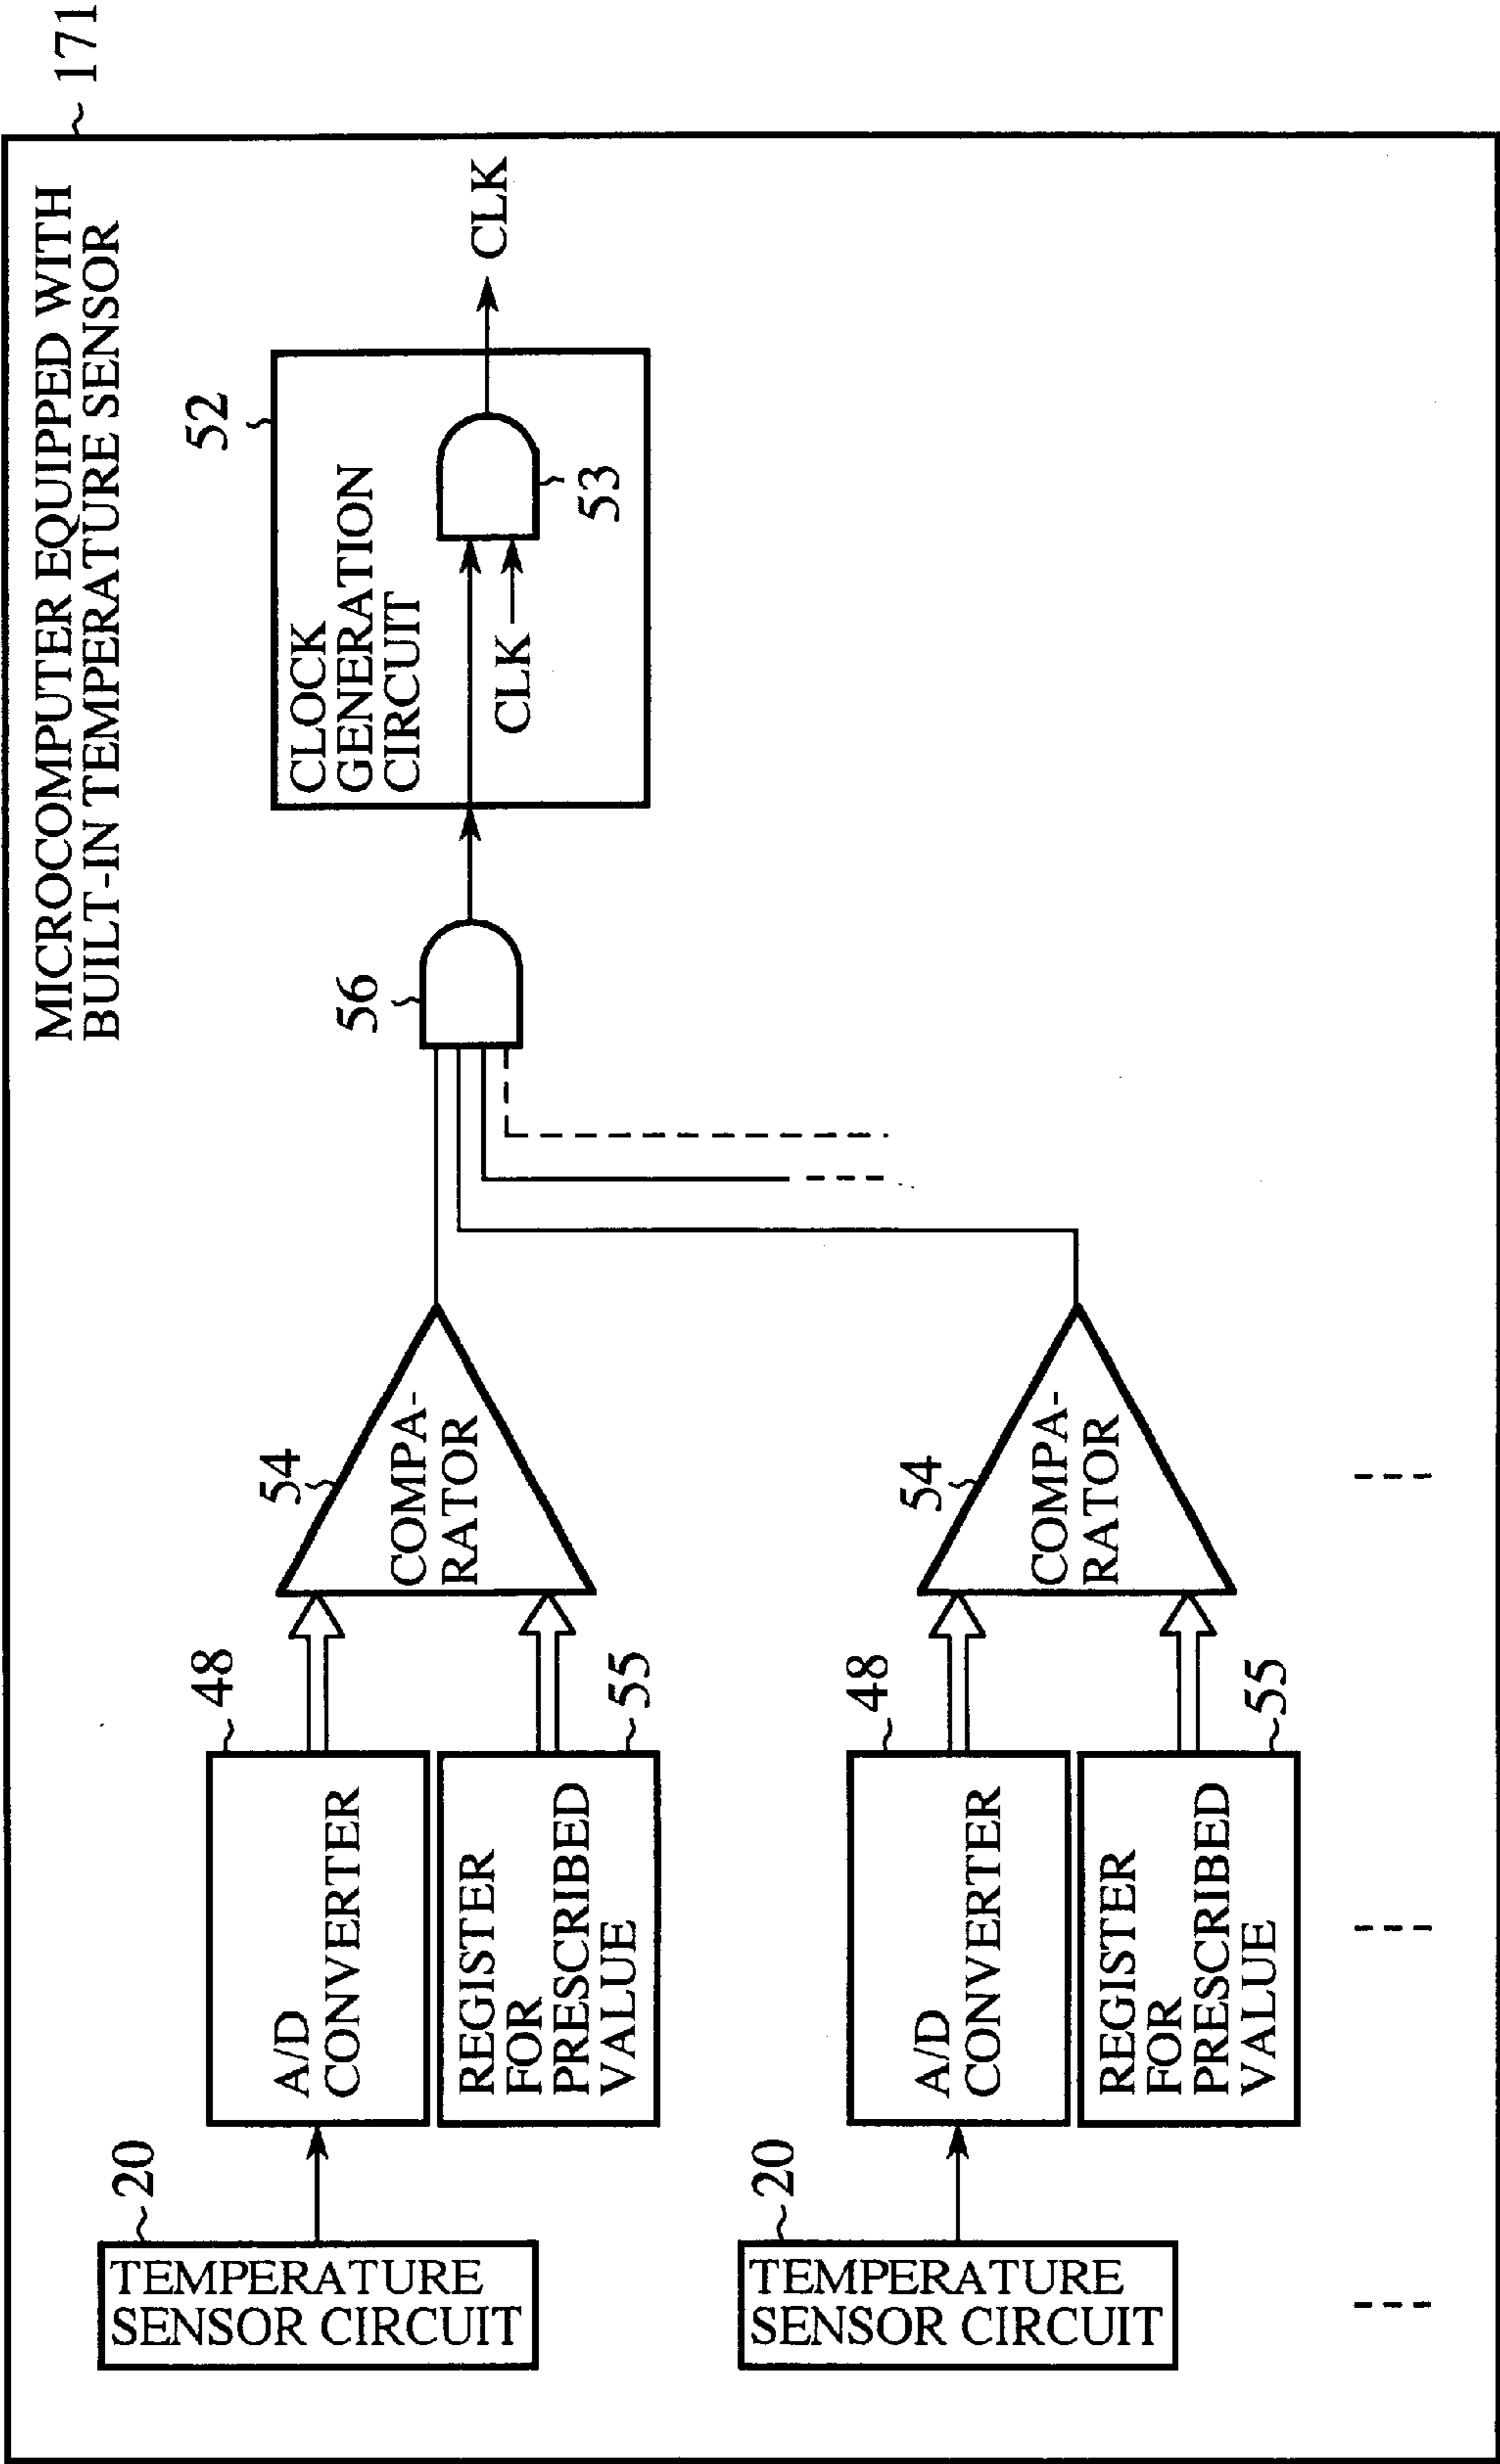 171
MICROCOMPUTER EQUIPPED WITH
BUILT-IN TEMPERATURE SENSOR
20
TEMPERATURE
SENSOR CIRCUIT
48
A/D
CONVERTER
REGISTER
FOR
PRESCRIBED
VALUE
55
54
COMPA-
RATOR
56
52
CLOCK
GENERATION
CIRCUIT
CLK
53
CLK
20
TEMPERATURE
SENSOR CIRCUIT
48
A/D
CONVERTER
REGISTER
FOR
PRESCRIBED
VALUE
55
54
COMPA-
RATOR